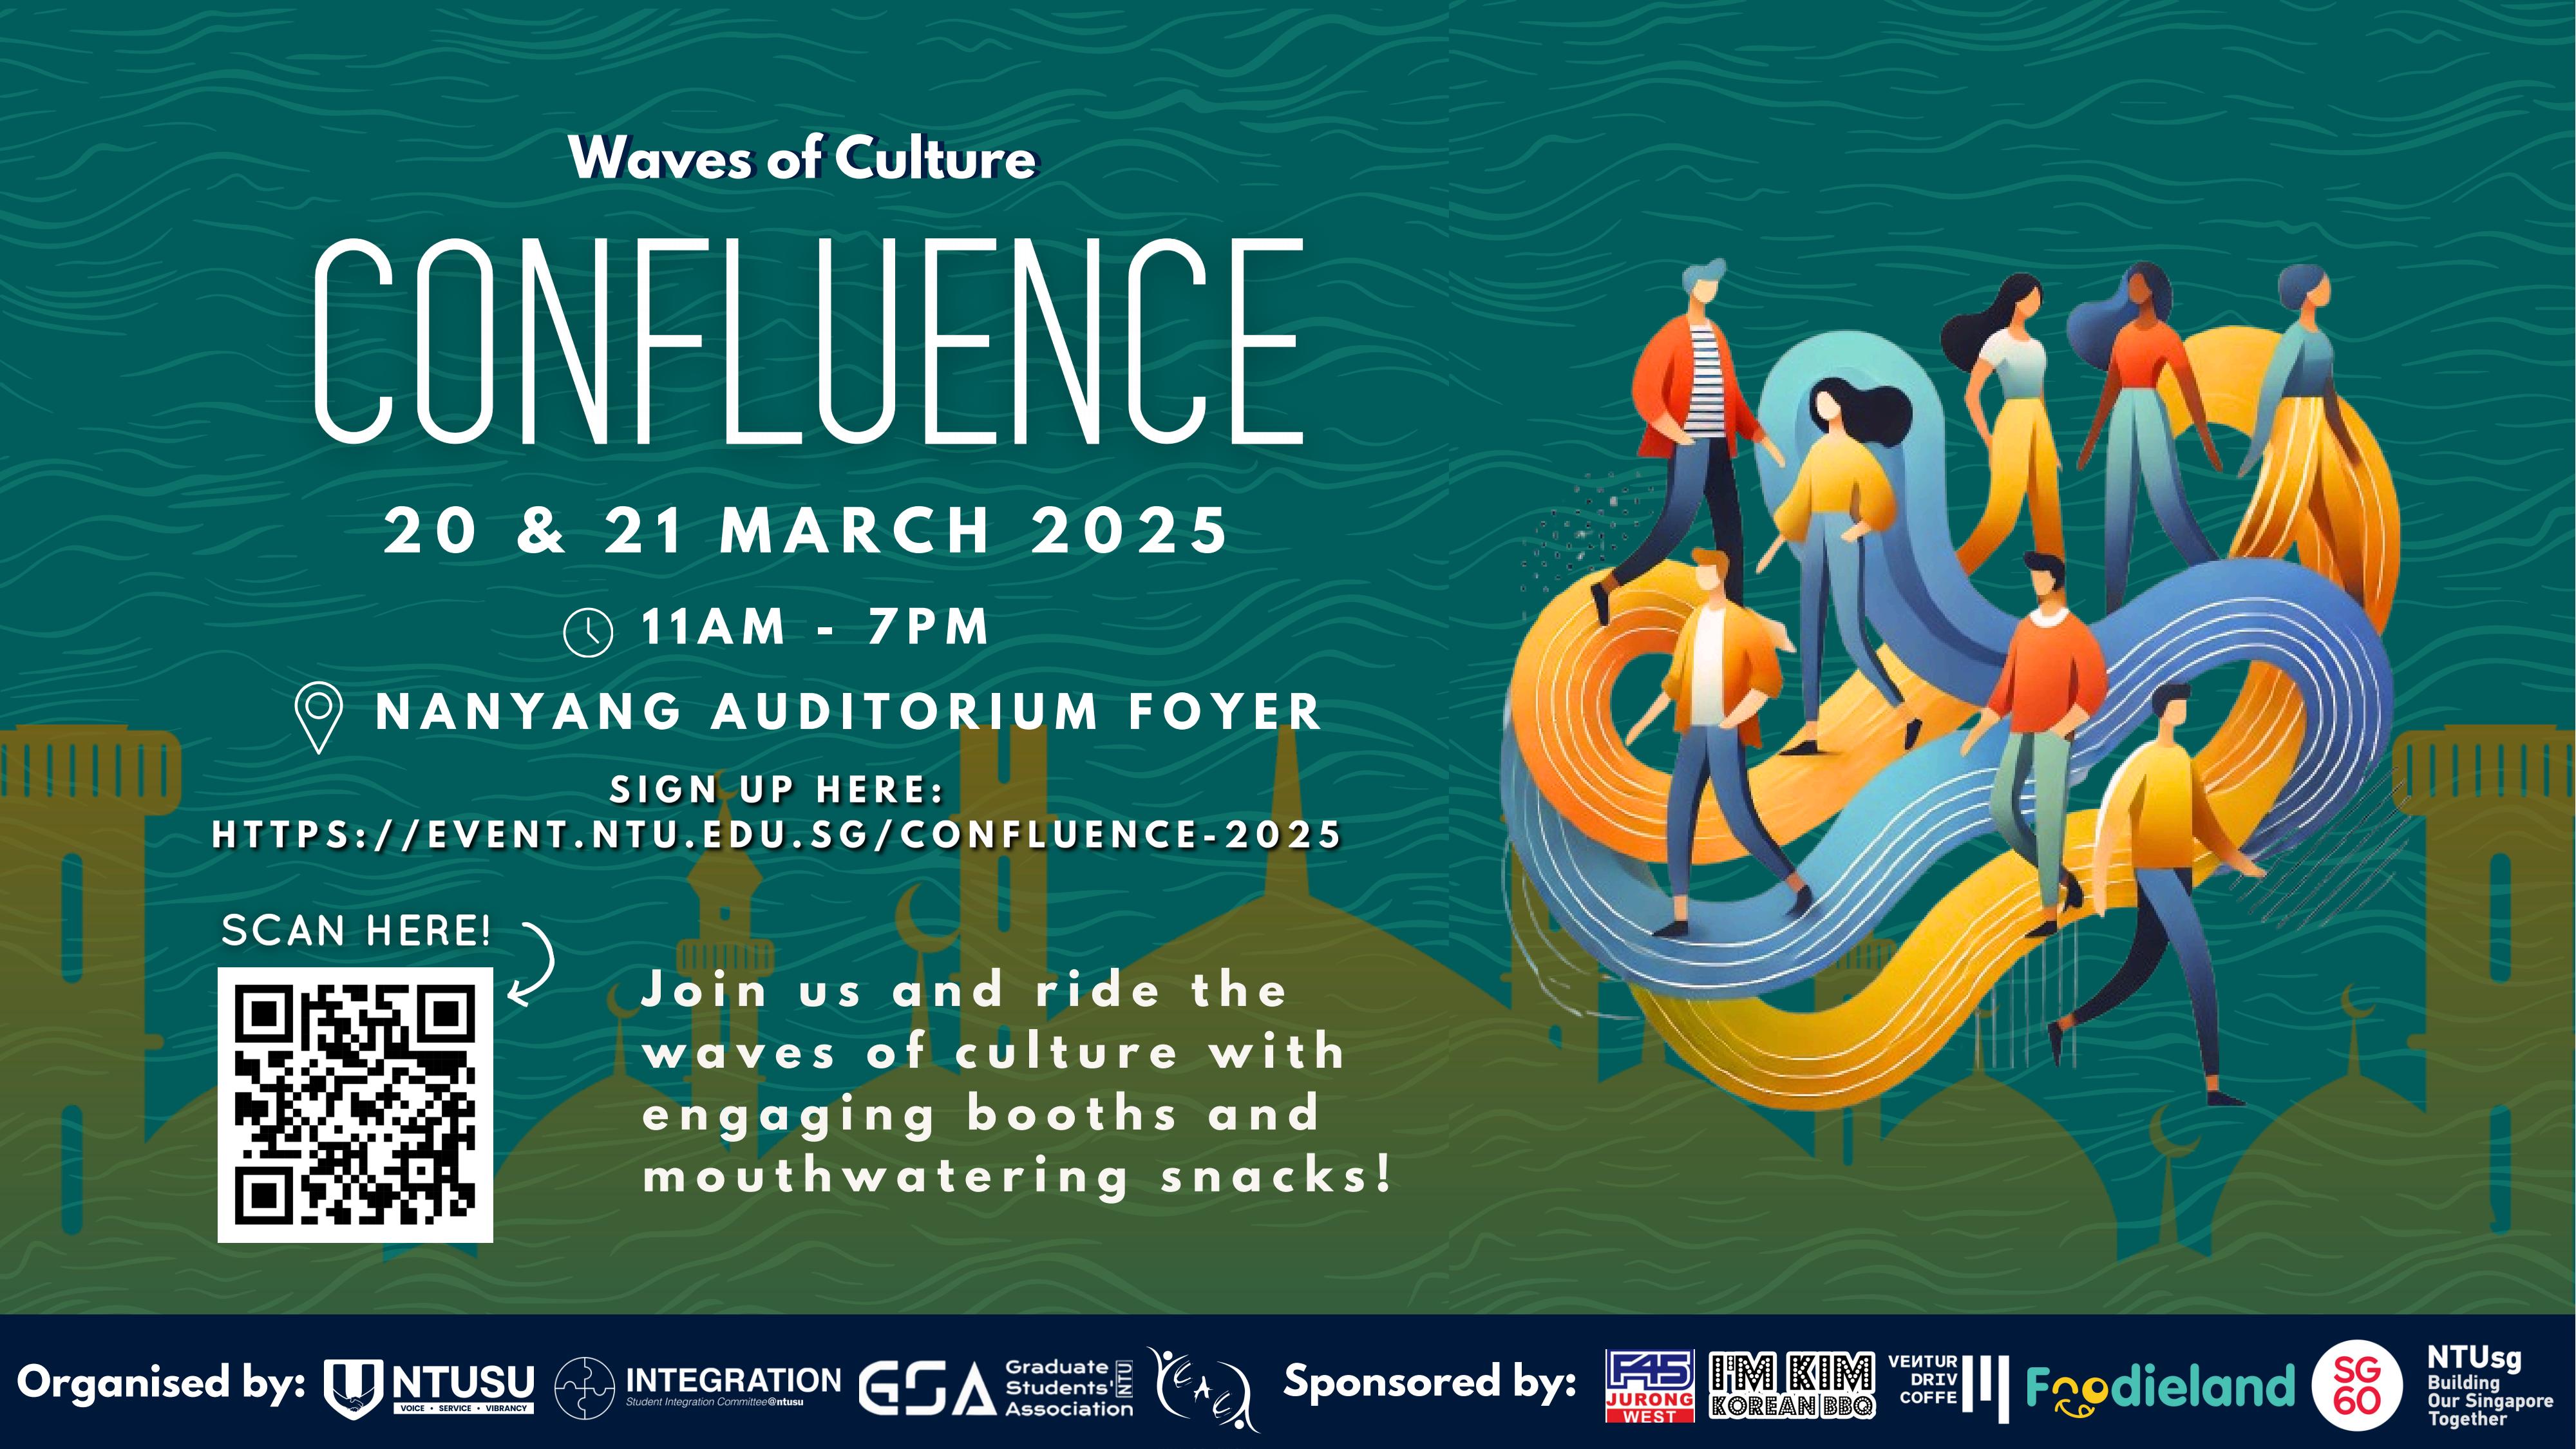 Waves of Culture
CONFLUENCE
20 & 21 MARCH 2025
11AM - 7PM
NANYANG AUDITORIUM FOYER
SIGN UP HERE:
HTTPS://EVENT.NTU.EDU.SG/CONFLUENCE-2025
SCAN HERE!
Join us and ride the
waves of culture with
engaging booths and
mouthwatering snacks!
Organised by:
NTUSU
VOICE • SERVICE • VIBRANCY
INTEGRATION
Student Integration Committee@ntusu
GSA
Graduate
Students'
Association
NTU
CAC
Sponsored by:
F45
JURONG
WEST
I'M KIM
KOREAN BBQ
VENTUR
DRIV
COFFE
Foodieland
SG
60
NTUsg
Building
Our Singapore
Together